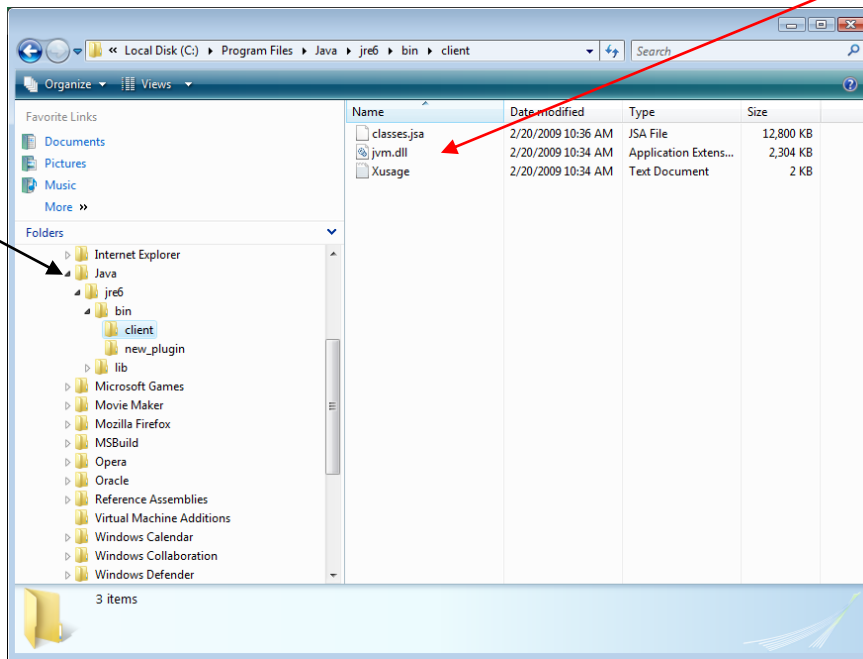 « Local Disk (C:) ▸ Program Files ▸ Java ▸ jre6 ▸ bin ▸ client Search
Organize Views
Favorite Links
Documents
Pictures
Music
More »
Folders
Internet Explorer
Java
jre6
bin
client
new_plugin
lib
Microsoft Games
Movie Maker
Mozilla Firefox
MSBuild
Opera
Oracle
Reference Assemblies
Virtual Machine Additions
Windows Calendar
Windows Collaboration
Windows Defender
Name Date modified Type Size
classes.jsa 2/20/2009 10:36 AM JSA File 12,800 KB
jvm.dll 2/20/2009 10:34 AM Application Extens... 2,304 KB
Xusage 2/20/2009 10:34 AM Text Document 2 KB
3 items